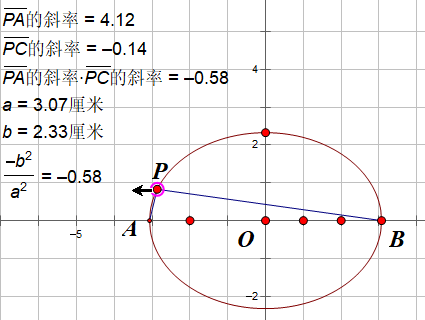 PA的斜率 = 4.12
PC的斜率 = –0.14
PA的斜率·PC的斜率 = –0.58
a = 3.07厘米
b = 2.33厘米
–b²/a² = –0.58
4
2
P
–5
A
O
B
–2